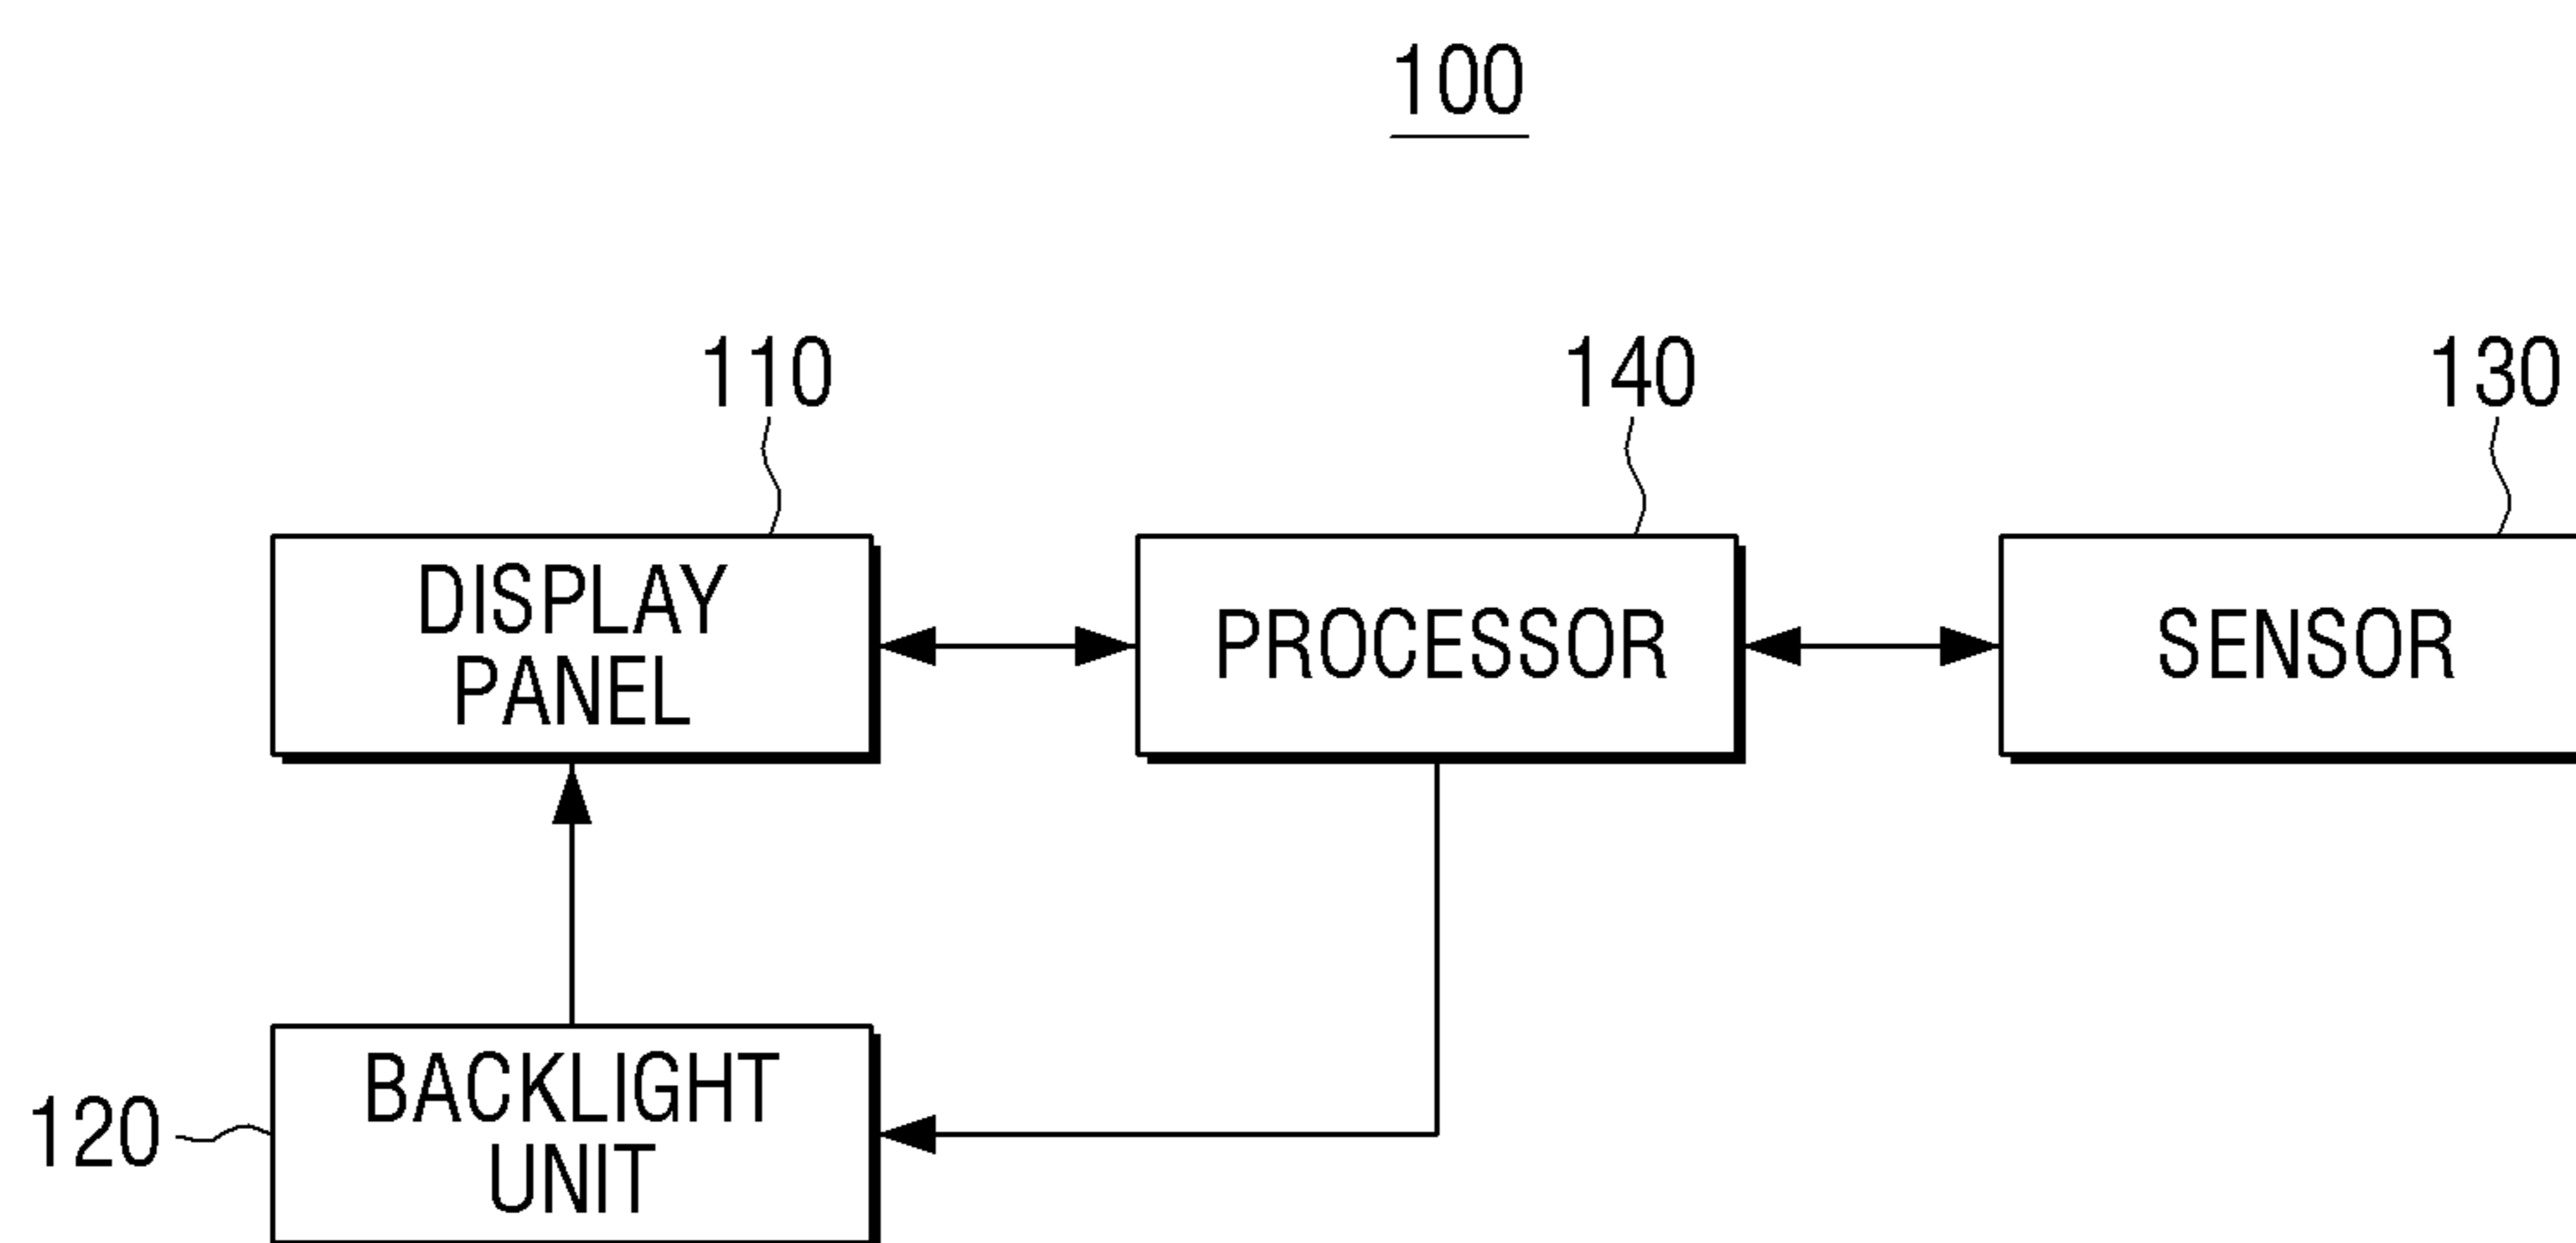 100
110
140
130
DISPLAY
PANEL
PROCESSOR
SENSOR
120
BACKLIGHT
UNIT